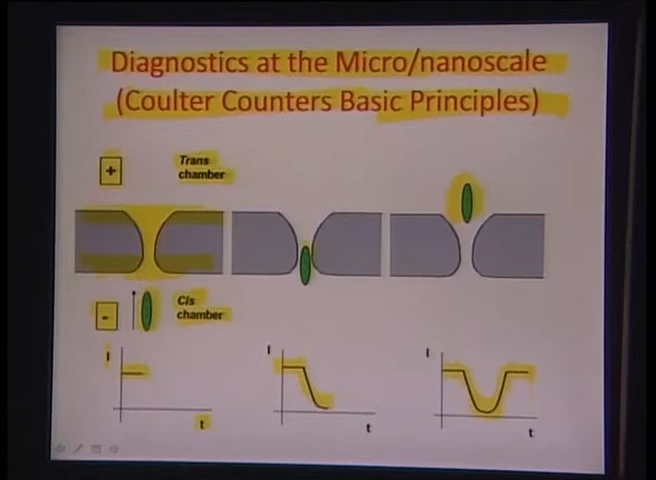 Diagnostics at the Micro/nanoscale
(Coulter Counters Basic Principles)
+
Trans
chamber
-
Cis
chamber
I
t
I
t
I
t